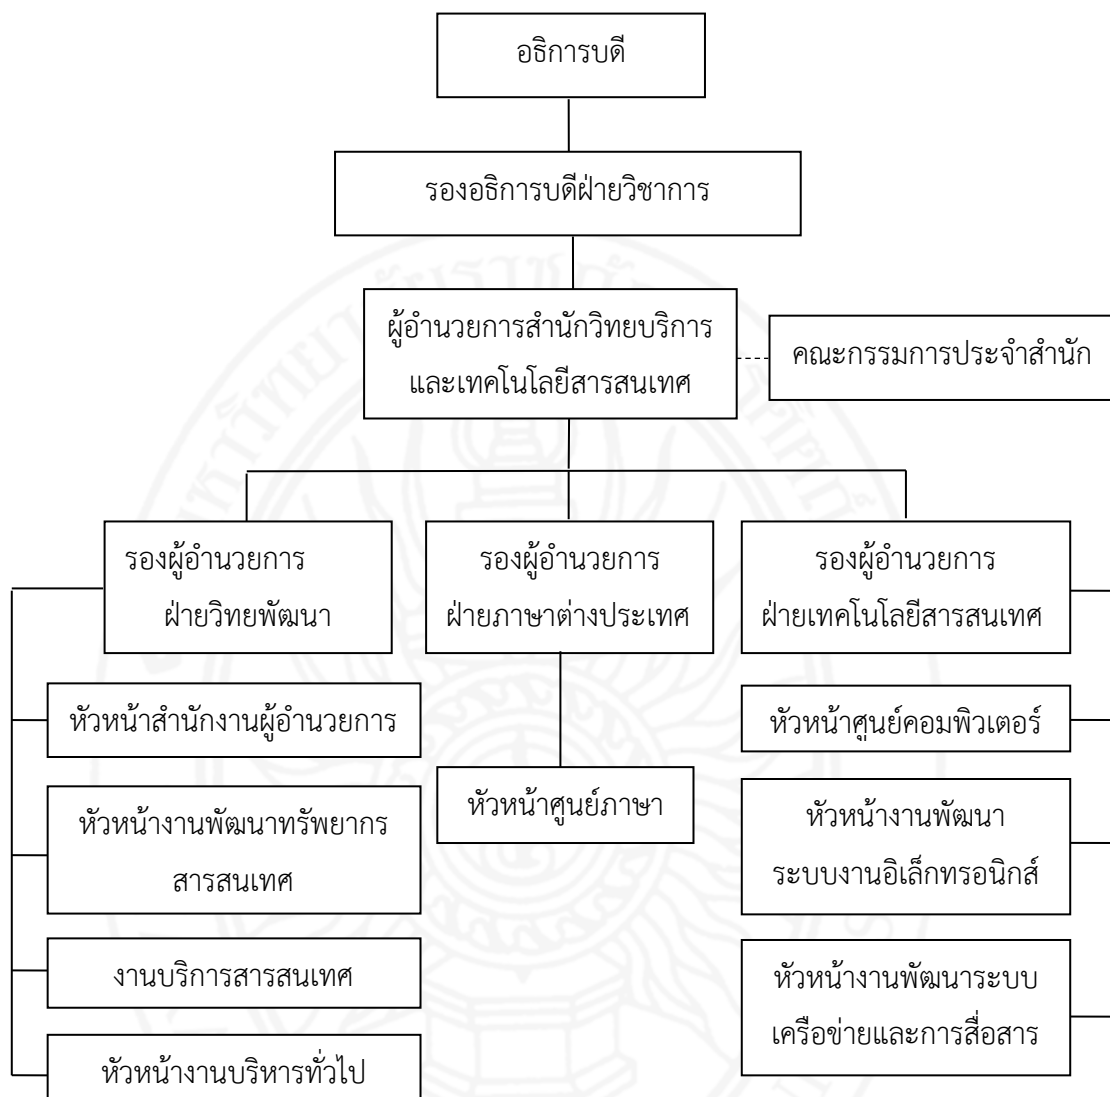 อธิการบดี
รองอธิการบดีฝ่ายวิชาการ
ผู้อำนวยการสำนักวิทยบริการ
และเทคโนโลยีสารสนเทศ
คณะกรรมการประจำสำนัก
รองผู้อำนวยการ
ฝ่ายวิทยพัฒนา
รองผู้อำนวยการ
ฝ่ายภาษาต่างประเทศ
รองผู้อำนวยการ
ฝ่ายเทคโนโลยีสารสนเทศ
หัวหน้าสำนักงานผู้อำนวยการ
หัวหน้างานพัฒนาทรัพยากร
สารสนเทศ
งานบริการสารสนเทศ
หัวหน้างานบริหารทั่วไป
หัวหน้าศูนย์ภาษา
หัวหน้าศูนย์คอมพิวเตอร์
หัวหน้างานพัฒนา
ระบบงานอิเล็กทรอนิกส์
หัวหน้างานพัฒนาระบบ
เครือข่ายและการสื่อสาร